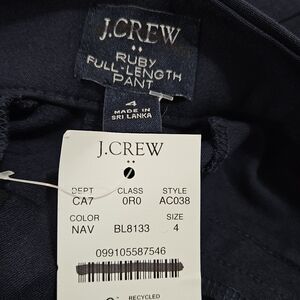 J.CREW
RUBY
FULL-LENGTH
PANT
4
MADE IN
SRI LANKA
J.CREW
DEPT CLASS STYLE
CA7 0R0 AC038
COLOR SIZE
NAV BL8133 4
099105587546
RECYCLED